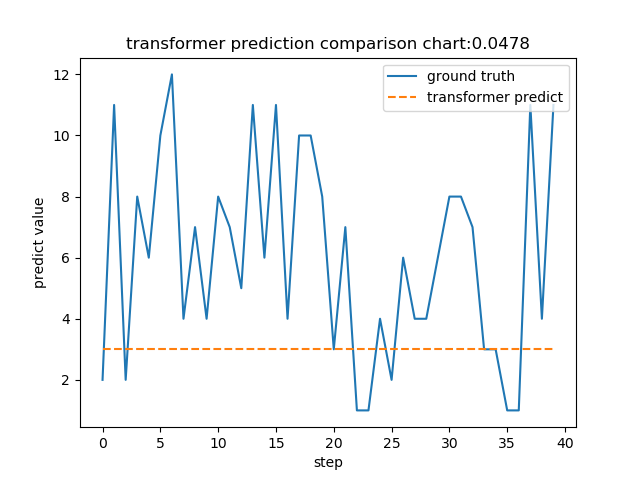 transformer prediction comparison chart:0.0478
ground truth
transformer predict
predict value
12
10
8
6
4
2
0 5 10 15 20 25 30 35 40
step